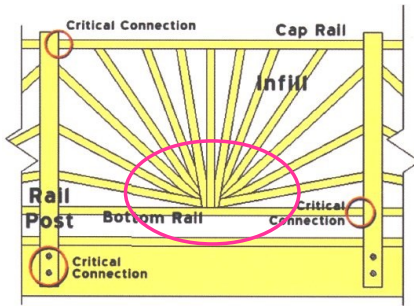 Critical Connection
Cap Rail
Infill
Rail
Post
Bottom Rail
Critical
Connection
Critical
Connection